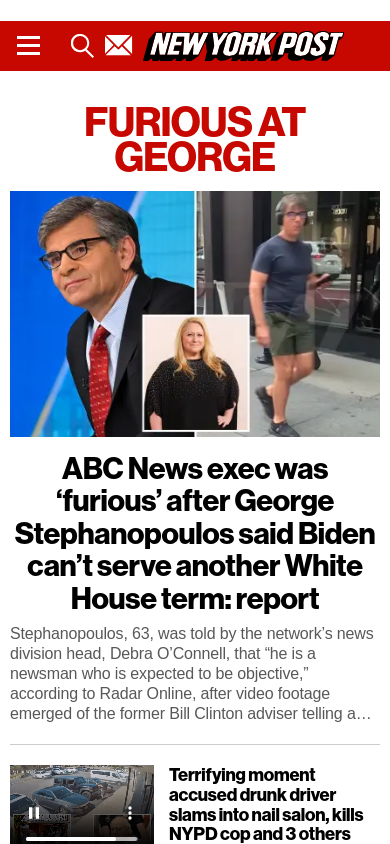 NEW YORK POST
FURIOUS AT
GEORGE
ABC News exec was
‘furious’ after George
Stephanopoulos said Biden
can’t serve another White
House term: report
Stephanopoulos, 63, was told by the network’s news
division head, Debra O’Connell, that “he is a
newsman who is expected to be objective,”
according to Radar Online, after video footage
emerged of the former Bill Clinton adviser telling a…
Terrifying moment
accused drunk driver
slams into nail salon, kills
NYPD cop and 3 others